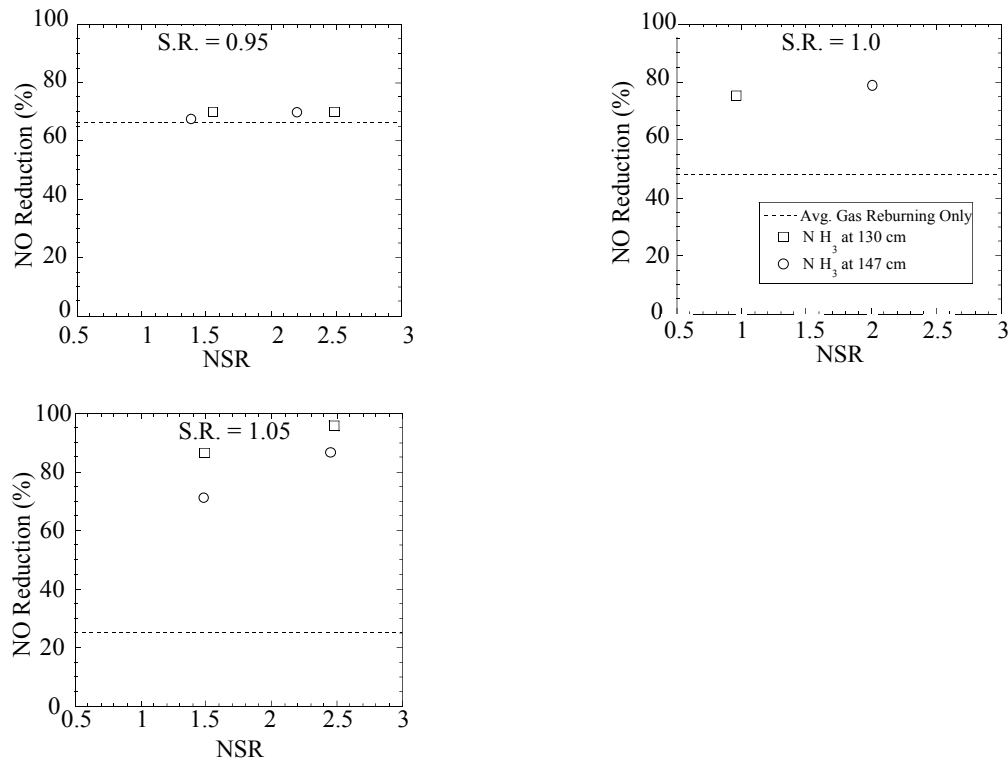 S.R. = 0.95
NO Reduction (%)
100
80
60
40
20
0
0.5 1 1.5 2 2.5 3
NSR
S.R. = 1.0
NO Reduction (%)
100
80
60
40
20
0
Avg. Gas Reburning Only
N H3 at 130 cm
N H3 at 147 cm
0.5 1 1.5 2 2.5 3
NSR
S.R. = 1.05
NO Reduction (%)
100
80
60
40
20
0
0.5 1 1.5 2 2.5 3
NSR